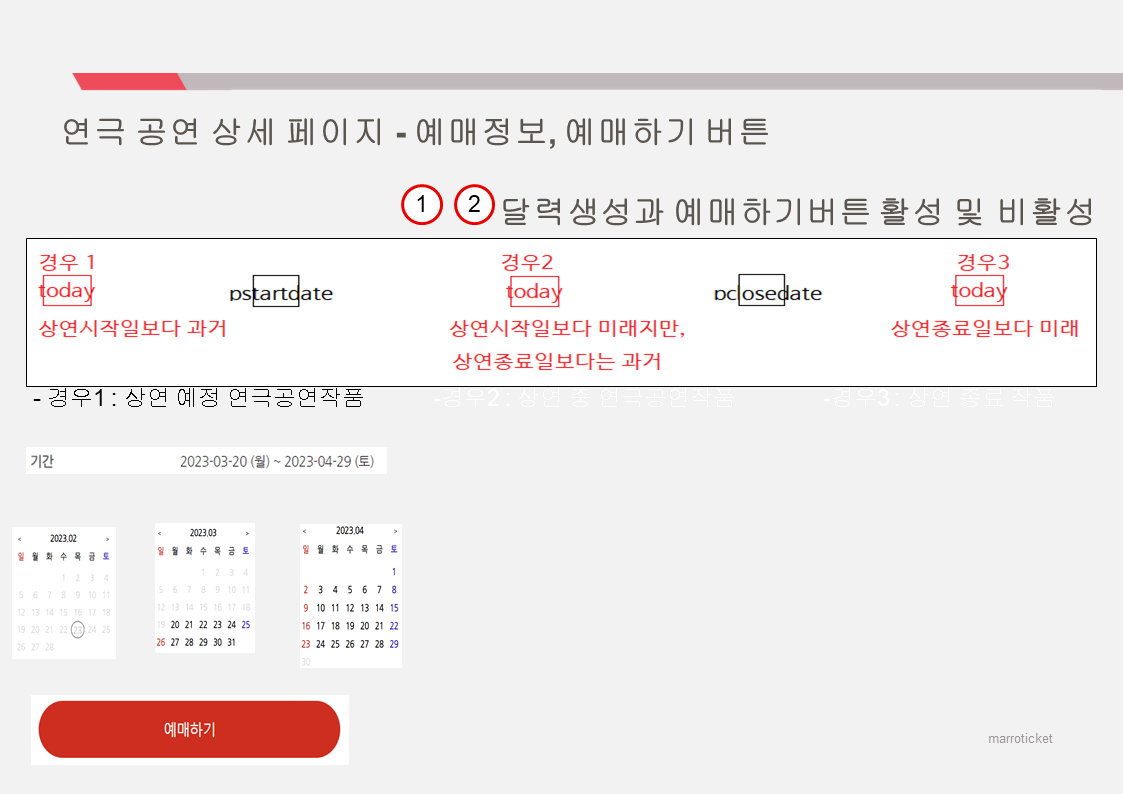 연극 공연 상세 페이지 - 예매정보, 예매하기 버튼
1 2 달력생성과 예매하기버튼 활성 및 비활성
경우 1 경우2 경우3
today pstartdate today pclosedate today
상연시작일보다 과거 상연시작일보다 미래지만, 상연종료일보다 미래
상연종료일보다는 과거
- 경우1 : 상연 예정 연극공연작품 -경우2 : 상연 중 연극공연작품 -경우3 : 상연 종료 작품
기간 2023-03-20 (월) ~ 2023-04-29 (토)
< 2023.02 >
일 월 화 수 목 금 토
1 2 3 4
5 6 7 8 9 10 11
12 13 14 15 16 17 18
19 20 21 22 23 24 25
26 27 28
< 2023.03 >
일 월 화 수 목 금 토
1 2 3 4
5 6 7 8 9 10 11
12 13 14 15 16 17 18
19 20 21 22 23 24 25
26 27 28 29 30 31
< 2023.04 >
일 월 화 수 목 금 토
1
2 3 4 5 6 7 8
9 10 11 12 13 14 15
16 17 18 19 20 21 22
23 24 25 26 27 28 29
30
예매하기
marroticket